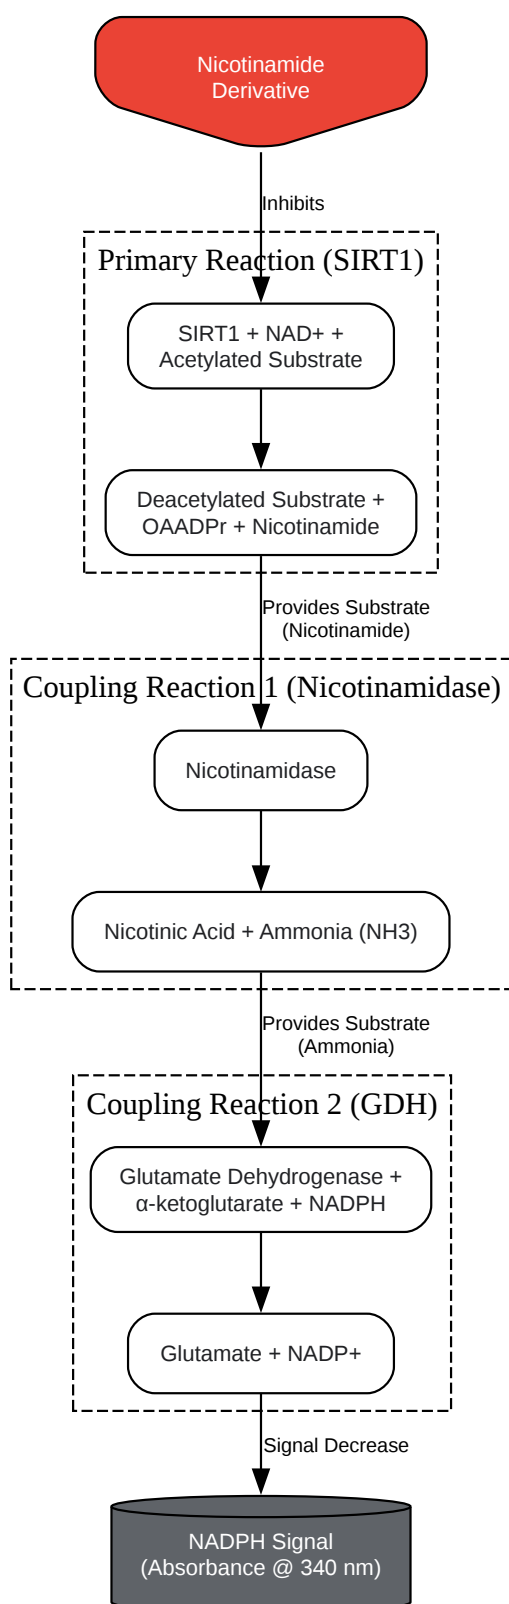 Nicotinamide
Derivative
Inhibits
Primary Reaction (SIRT1)
SIRT1 + NAD+ +
Acetylated Substrate
Deacetylated Substrate +
OAADPr + Nicotinamide
Provides Substrate
(Nicotinamide)
Coupling Reaction 1 (Nicotinamidase)
Nicotinamidase
Nicotinic Acid + Ammonia (NH3)
Provides Substrate
(Ammonia)
Coupling Reaction 2 (GDH)
Glutamate Dehydrogenase +
α-ketoglutarate + NADPH
Glutamate + NADP+
Signal Decrease
NADPH Signal
(Absorbance @ 340 nm)